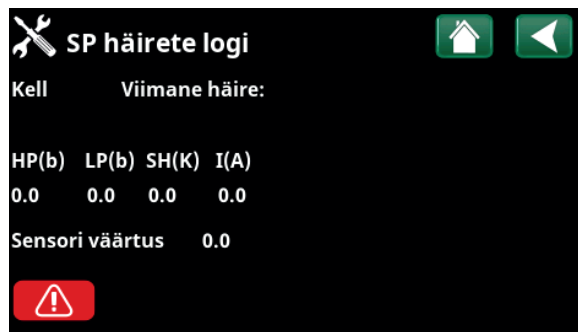 SP häirete logi
Kell Viimane häire:
HP(b) LP(b) SH(K) I(A)
0.0 0.0 0.0 0.0
Sensori väärtus 0.0